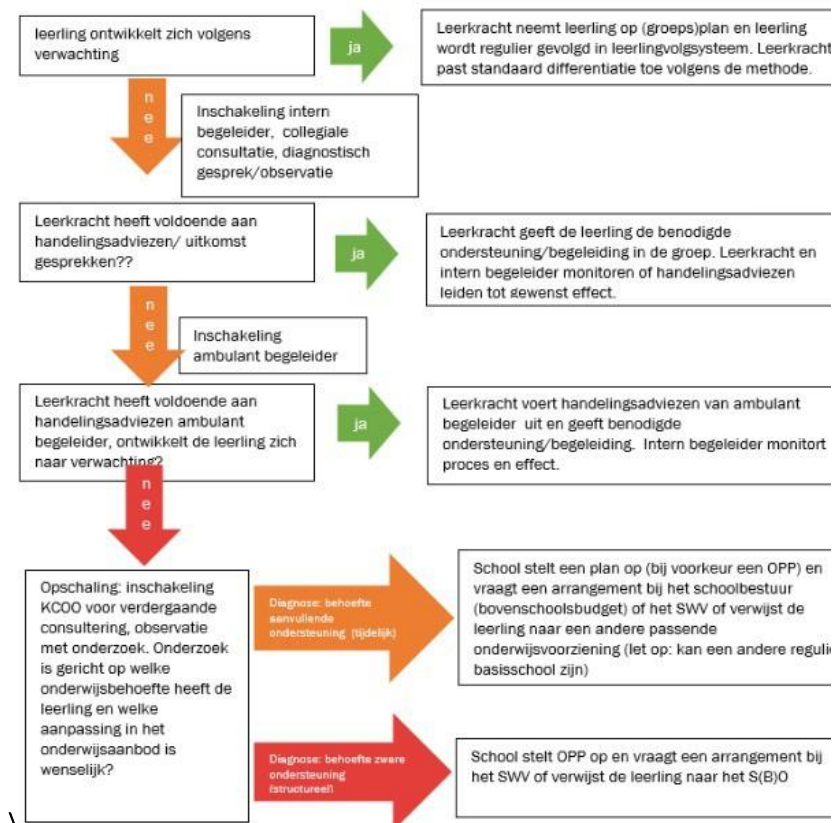 leerling ontwikkelt zich volgens
verwachting
ja
Leerkracht neemt leerling op (groeps)plan en leerling
wordt regulier gevolgd in leerlingvolgsysteem. Leerkracht
past standaard differentiatie toe volgens de methode.
n
e
e
Inschakeling intern
begeleider, collegiale
consultatie, diagnostisch
gesprek/observatie
Leerkracht heeft voldoende aan
handelingsadviezen/ uitkomst
gesprekken??
ja
Leerkracht geeft de leerling de benodigde
ondersteuning/begeleiding in de groep. Leerkracht en
intern begeleider monitoren of handelingsadviezen
leiden tot gewenst effect.
n
e
e
Inschakeling
ambulant begeleider
Leerkracht heeft voldoende aan
handelingsadviezen ambulant
begeleider, ontwikkelt de leerling zich
naar verwachting?
ja
Leerkracht voert handelingsadviezen van ambulant
begeleider uit en geeft benodigde
ondersteuning/begeleiding. Intern begeleider monitort
proces en effect.
n
e
e
Opschaling: inschakeling
KCOO voor verdergaande
consultering, observatie
met onderzoek. Onderzoek
is gericht op welke
onderwijsbehoefte heeft de
leerling en welke
aanpassing in het
onderwijsaanbod is
wenselijk?
Diagnose: behoefte
aanvullende
ondersteuning (tijdelijk)
School stelt een plan op (bij voorkeur een OPP) en
vraagt een arrangement bij het schoolbestuur
(bovenschoolsbudget) of het SWV of verwijst de
leerling naar een andere passende
onderwijsvoorziening (let op: kan een andere regulie
basisschool zijn)
Diagnose: behoefte zware
ondersteuning
(structureel)
School stelt OPP op en vraagt een arrangement bij
het SWV of verwijst de leerling naar het S(B)O
\